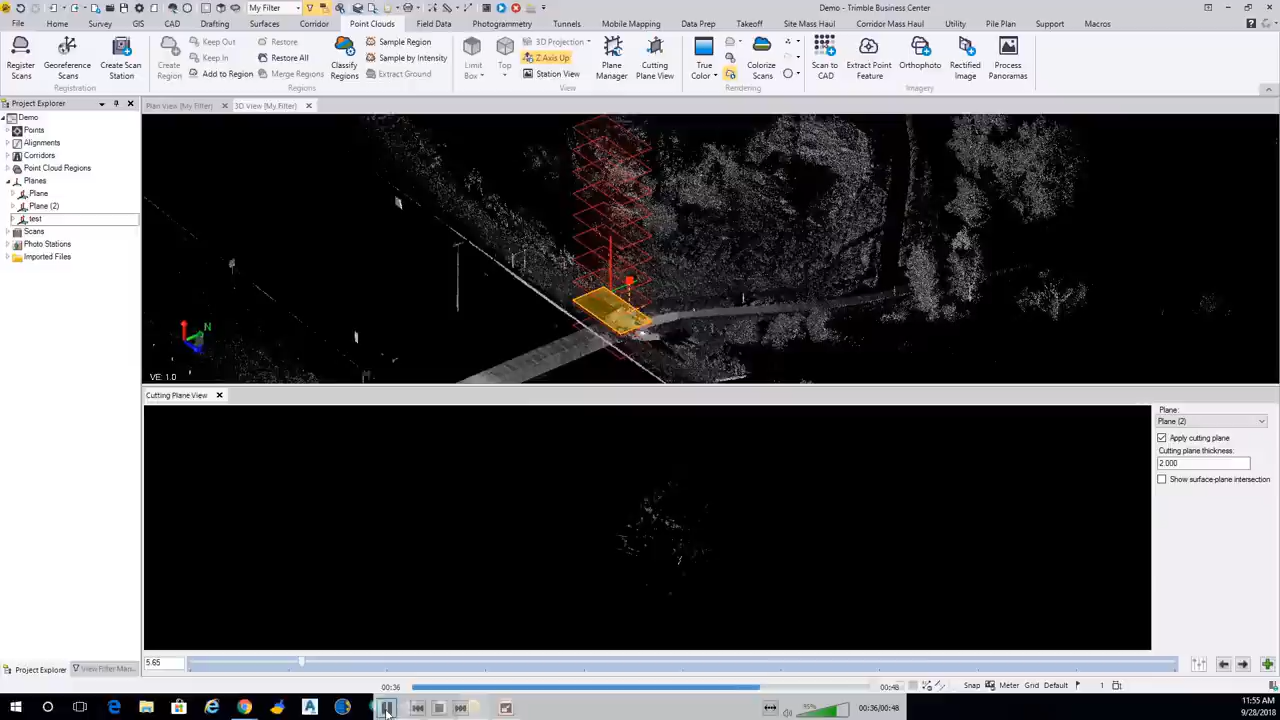 My Filter
Demo - Trimble Business Center
File
Home
Survey
GIS
CAD
Drafting
Surfaces
Corridor
Point Clouds
Field Data
Photogrammetry
Tunnels
Mobile Mapping
Data Prep
Takeoff
Site Mass Haul
Corridor Mass Haul
Utility
Pile Plan
Support
Macros
Register Scans
Georeference Scans
Create Scan Station
Registration
Create Region
Keep Out
Keep In
Add to Region
Restore
Restore All
Merge Regions
Classify Regions
Sample Region
Sample by Intensity
Extract Ground
Regions
Limit Box
Top
3D Projection
Z Axis Up
Station View
Plane Manager
Cutting Plane View
View
True Color
Colorize Scans
Rendering
Scan to CAD
Extract Point Feature
Orthophoto
Rectified Image
Process Panoramas
Imagery
Project Explorer
Demo
Points
Alignments
Corridors
Point Cloud Regions
Planes
Plane
Plane (2)
test
Scans
Photo Stations
Imported Files
Plan View [My Filter]
3D View [My Filter]
N
VE: 1.0
Cutting Plane View
Plane:
Plane (2)
Apply cutting plane
Cutting plane thickness:
2.000
Show surface-plane intersection
5.65
Project Explorer
View Filter Man...
00:36
00:48
Snap
Meter
Grid
Default
1
45%
00:36/00:48
11:55 AM
9/28/2018